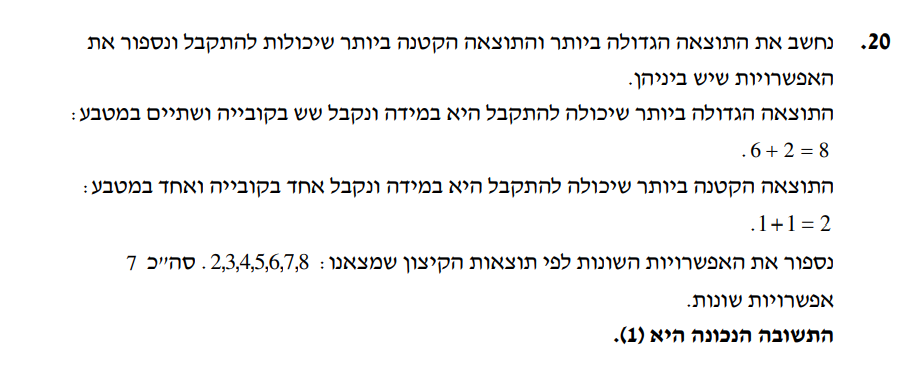 20. נחשב את התוצאה הגדולה ביותר והתוצאה הקטנה ביותר שיכולות להתקבל ונספור את
האפשרויות שיש ביניהן.
התוצאה הגדולה ביותר שיכולה להתקבל היא במידה ונקבל שש בקובייה ושתיים במטבע:
6 + 2 = 8.
התוצאה הקטנה ביותר שיכולה להתקבל היא במידה ונקבל אחד בקובייה ואחד במטבע:
1 + 1 = 2.
נספור את האפשרויות השונות לפי תוצאות הקיצון שמצאנו: 2,3,4,5,6,7,8. סה״כ 7
אפשרויות שונות.
התשובה הנכונה היא (1).